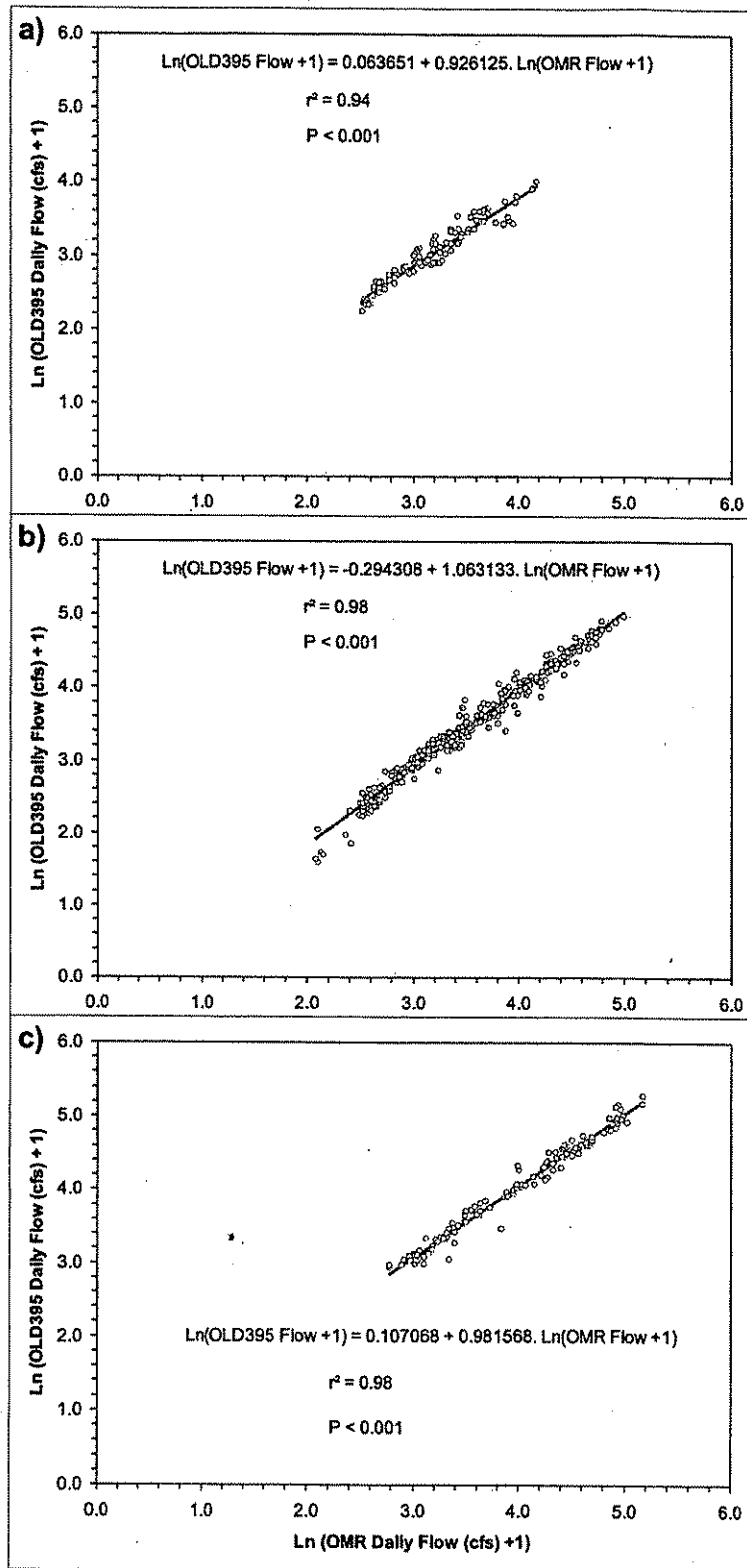 a)
Ln(OLD395 Flow +1) = 0.063651 + 0.926125. Ln(OMR Flow +1)
r² = 0.94
P < 0.001
Ln (OLD395 Daily Flow (cfs) + 1)
6.0
5.0
4.0
3.0
2.0
1.0
0.0
0.0 1.0 2.0 3.0 4.0 5.0 6.0
b)
Ln(OLD395 Flow +1) = -0.294308 + 1.063133. Ln(OMR Flow +1)
r² = 0.98
P < 0.001
Ln (OLD395 Daily Flow (cfs) + 1)
6.0
5.0
4.0
3.0
2.0
1.0
0.0
0.0 1.0 2.0 3.0 4.0 5.0 6.0
c)
Ln (OLD395 Daily Flow (cfs) + 1)
6.0
5.0
4.0
3.0
2.0
1.0
0.0
Ln(OLD395 Flow +1) = 0.107068 + 0.981568. Ln(OMR Flow +1)
r² = 0.98
P < 0.001
0.0 1.0 2.0 3.0 4.0 5.0 6.0
Ln (OMR Daily Flow (cfs) +1)